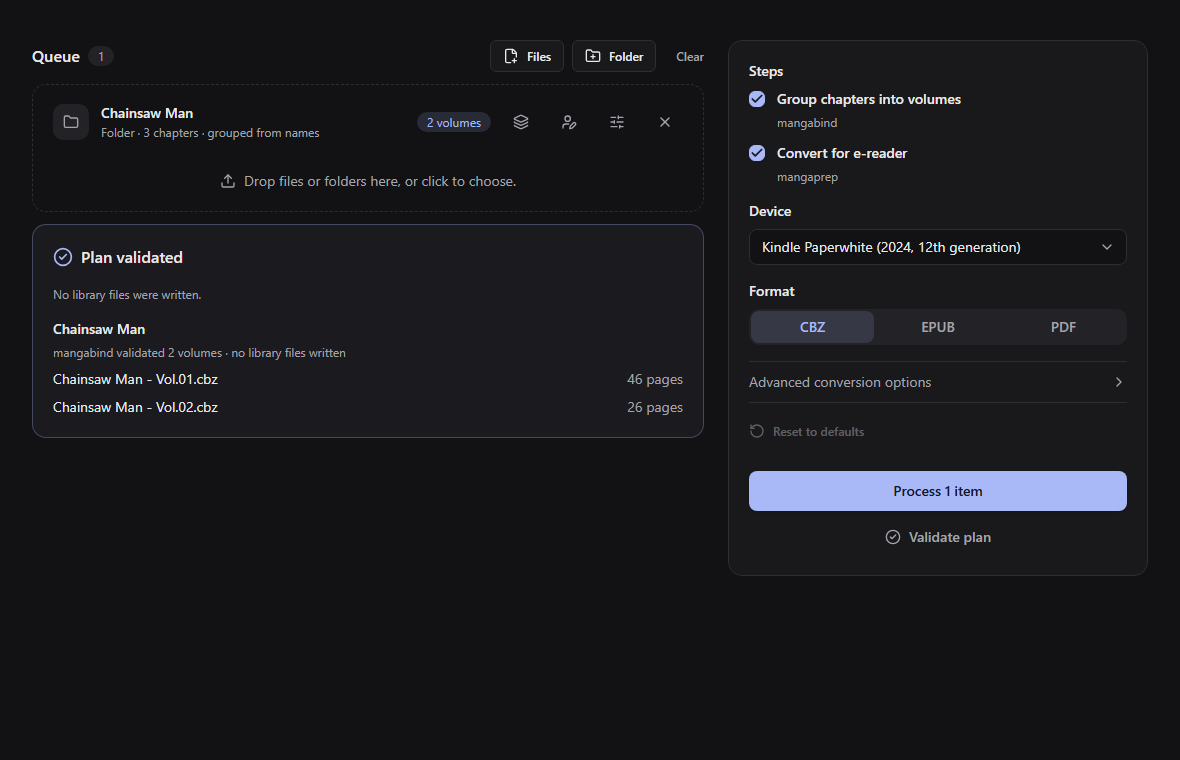 Queue 1
Files
Folder
Clear
Chainsaw Man
Folder · 3 chapters · grouped from names
2 volumes
Drop files or folders here, or click to choose.
Plan validated
No library files were written.
Chainsaw Man
mangabind validated 2 volumes · no library files written
Chainsaw Man - Vol.01.cbz 46 pages
Chainsaw Man - Vol.02.cbz 26 pages
Steps
Group chapters into volumes
mangabind
Convert for e-reader
mangaprep
Device
Kindle Paperwhite (2024, 12th generation)
Format
CBZ EPUB PDF
Advanced conversion options
Reset to defaults
Process 1 item
Validate plan